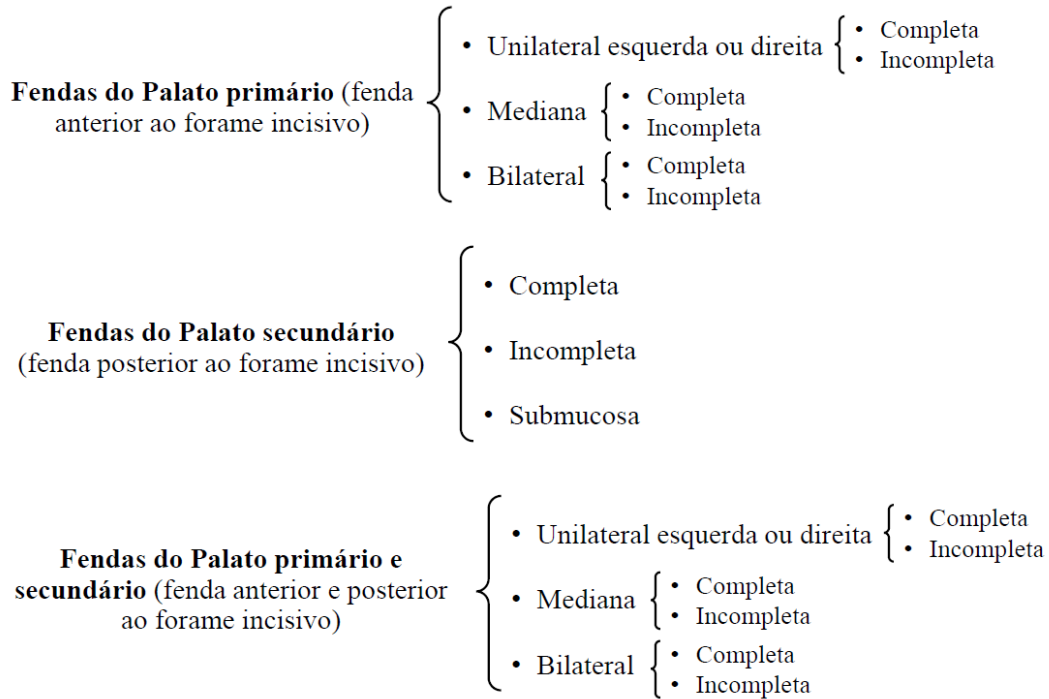 Fendas do Palato primário (fenda
anterior ao forame incisivo)
• Unilateral esquerda ou direita
• Completa
• Incompleta
• Mediana
• Completa
• Incompleta
• Bilateral
• Completa
• Incompleta
Fendas do Palato secundário
(fenda posterior ao forame incisivo)
• Completa
• Incompleta
• Submucosa
Fendas do Palato primário e
secundário (fenda anterior e posterior
ao forame incisivo)
• Unilateral esquerda ou direita
• Completa
• Incompleta
• Mediana
• Completa
• Incompleta
• Bilateral
• Completa
• Incompleta